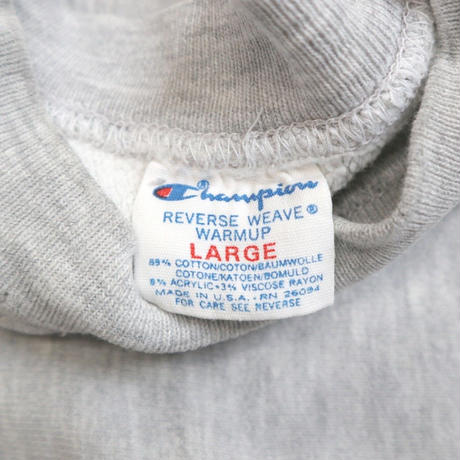 Champion
REVERSE WEAVE®
WARMUP
LARGE
89% COTTON/COTON/BAUMWOLLE
COTONE/KATOEN/BOMULD
8% ACRYLIC • 3% VISCOSE RAYON
MADE IN U.S.A. - RN 26094
FOR CARE SEE REVERSE